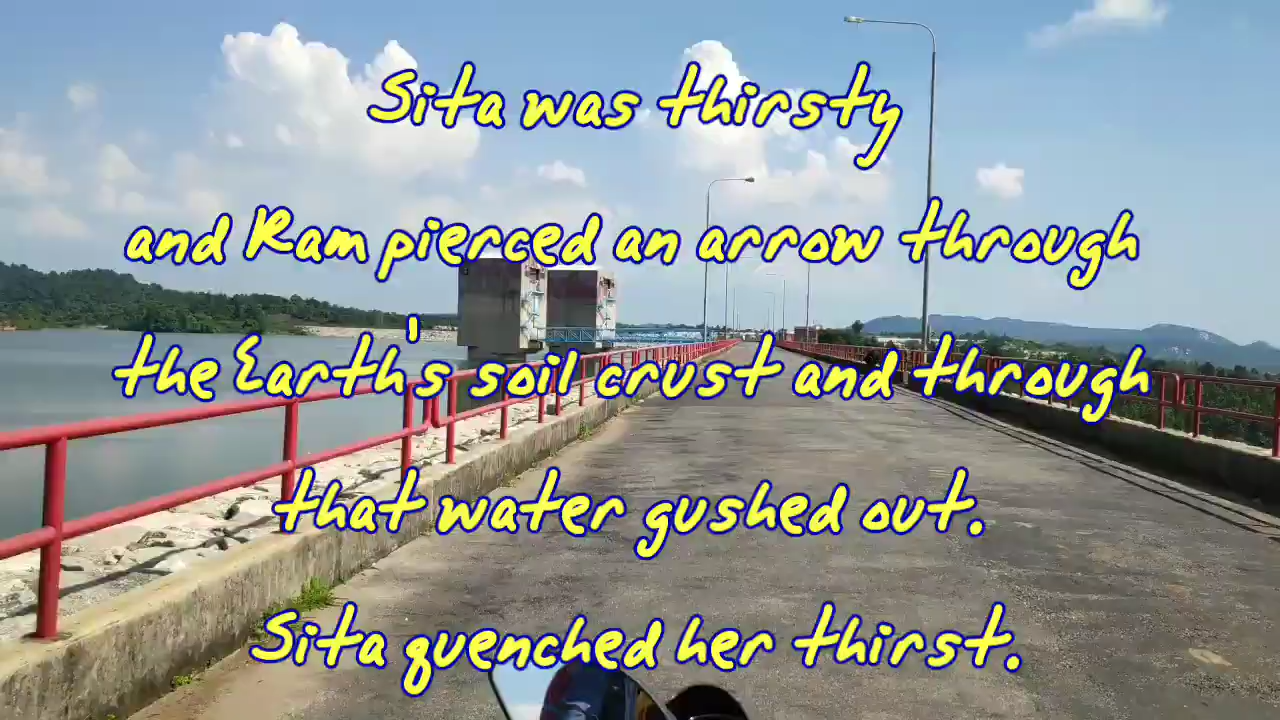 Sita was thirsty
and Ram pierced an arrow through
the Earth's soil crust and through
that water gushed out.
Sita quenched her thirst.